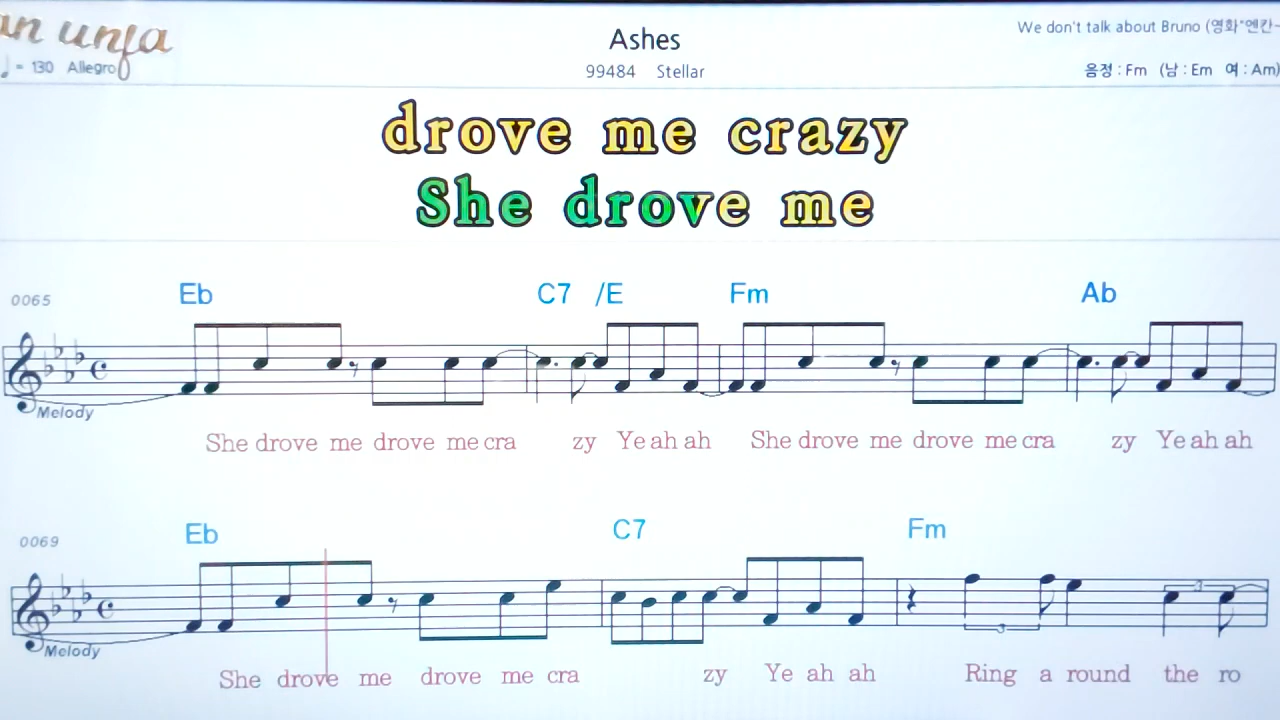 Ashes
We don't talk about Bruno (영화"엔칸-
♩= 130 Allegro
99484 Stellar
음정 : Fm (남 : Em 여 : Am)
drove me crazy
She drove me
0065
Eb C7 /E Fm Ab
Melody
She drove me drove me cra zy Ye ah ah She drove me drove me cra zy Ye ah ah
0069
Eb C7 Fm
3 3
Melody
She drove me drove me cra zy Ye ah ah Ring a round the ro